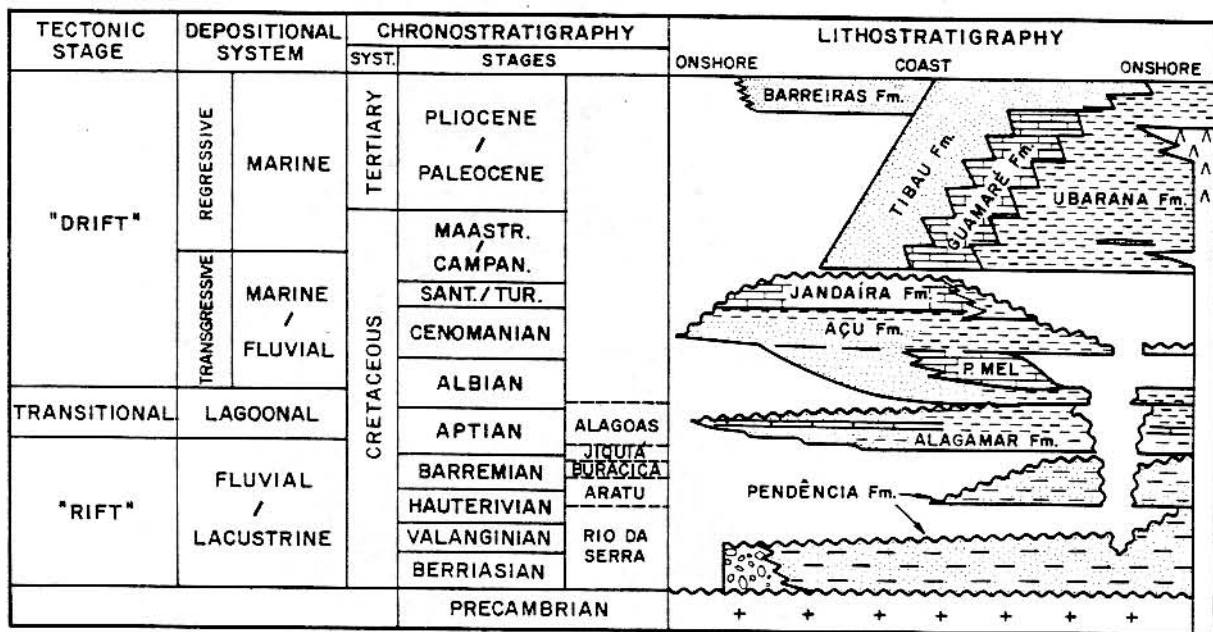 TECTONIC STAGE
DEPOSITIONAL SYSTEM
CHRONOSTRATIGRAPHY
SYST.
STAGES
LITHOSTRATIGRAPHY
ONSHORE
COAST
ONSHORE
"DRIFT"
REGRESSIVE
MARINE
TERTIARY
PLIOCENE
/
PALEOCENE
TRANSGRESSIVE
MARINE
/
FLUVIAL
CRETACEOUS
MAASTR.
/
CAMPAN.
SANT./TUR.
CENOMANIAN
ALBIAN
TRANSITIONAL
LAGOONAL
APTIAN
ALAGOAS
JIQUIÁ
"RIFT"
FLUVIAL
/
LACUSTRINE
BARREMIAN
BURACICA
HAUTERIVIAN
ARATU
VALANGINIAN
BERRIASIAN
RIO DA
SERRA
PRECAMBRIAN
BARREIRAS Fm.
TIBAU Fm.
GUAMARÉ Fm.
UBARANA Fm.
JANDAÍRA Fm.
AÇU Fm.
P. MEL
ALAGAMAR Fm.
PENDÊNCIA Fm.